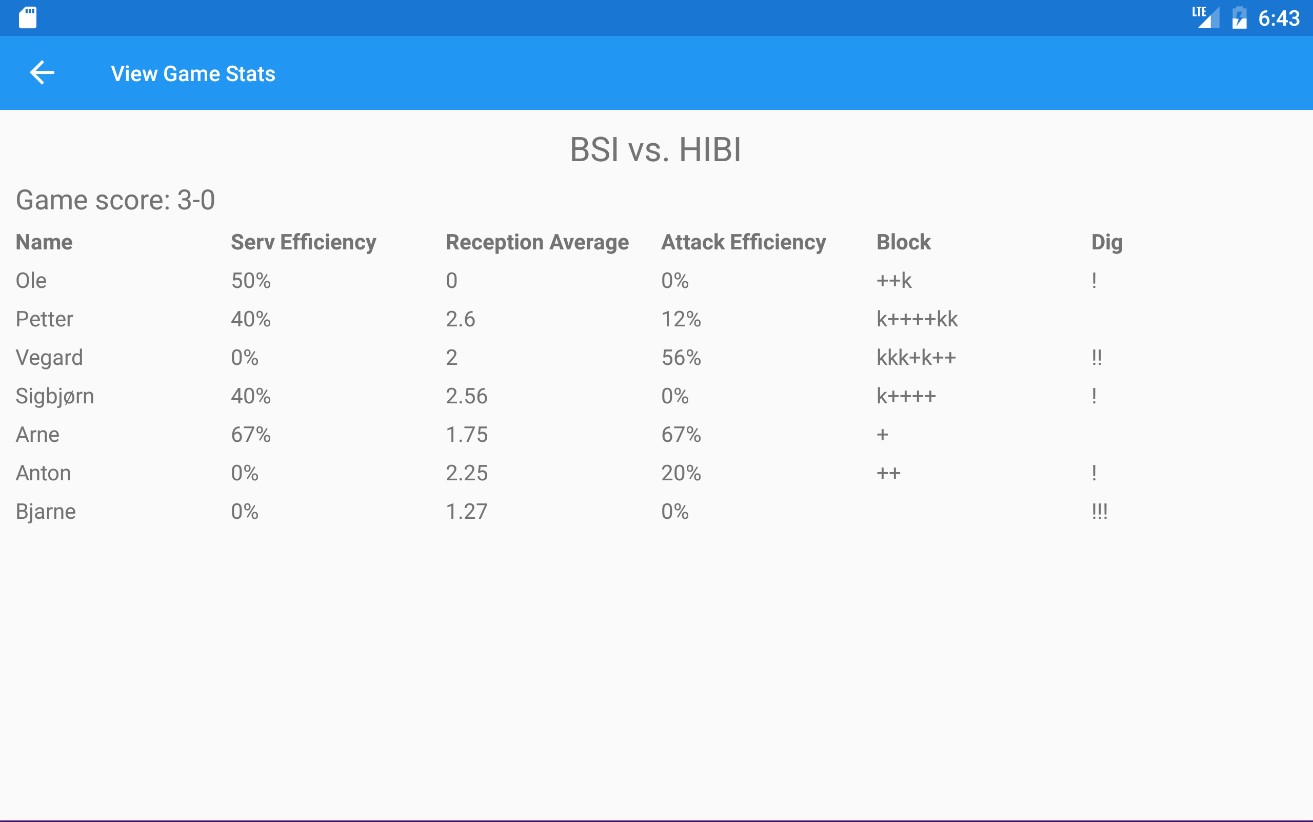 LTE 6:43
View Game Stats
BSI vs. HIBI
Game score: 3-0
Name Serv Efficiency Reception Average Attack Efficiency Block Dig
Ole 50% 0 0% ++k !
Petter 40% 2.6 12% k++++kk
Vegard 0% 2 56% kkk+k++ !!
Sigbjørn 40% 2.56 0% k++++ !
Arne 67% 1.75 67% +
Anton 0% 2.25 20% ++ !
Bjarne 0% 1.27 0% !!!